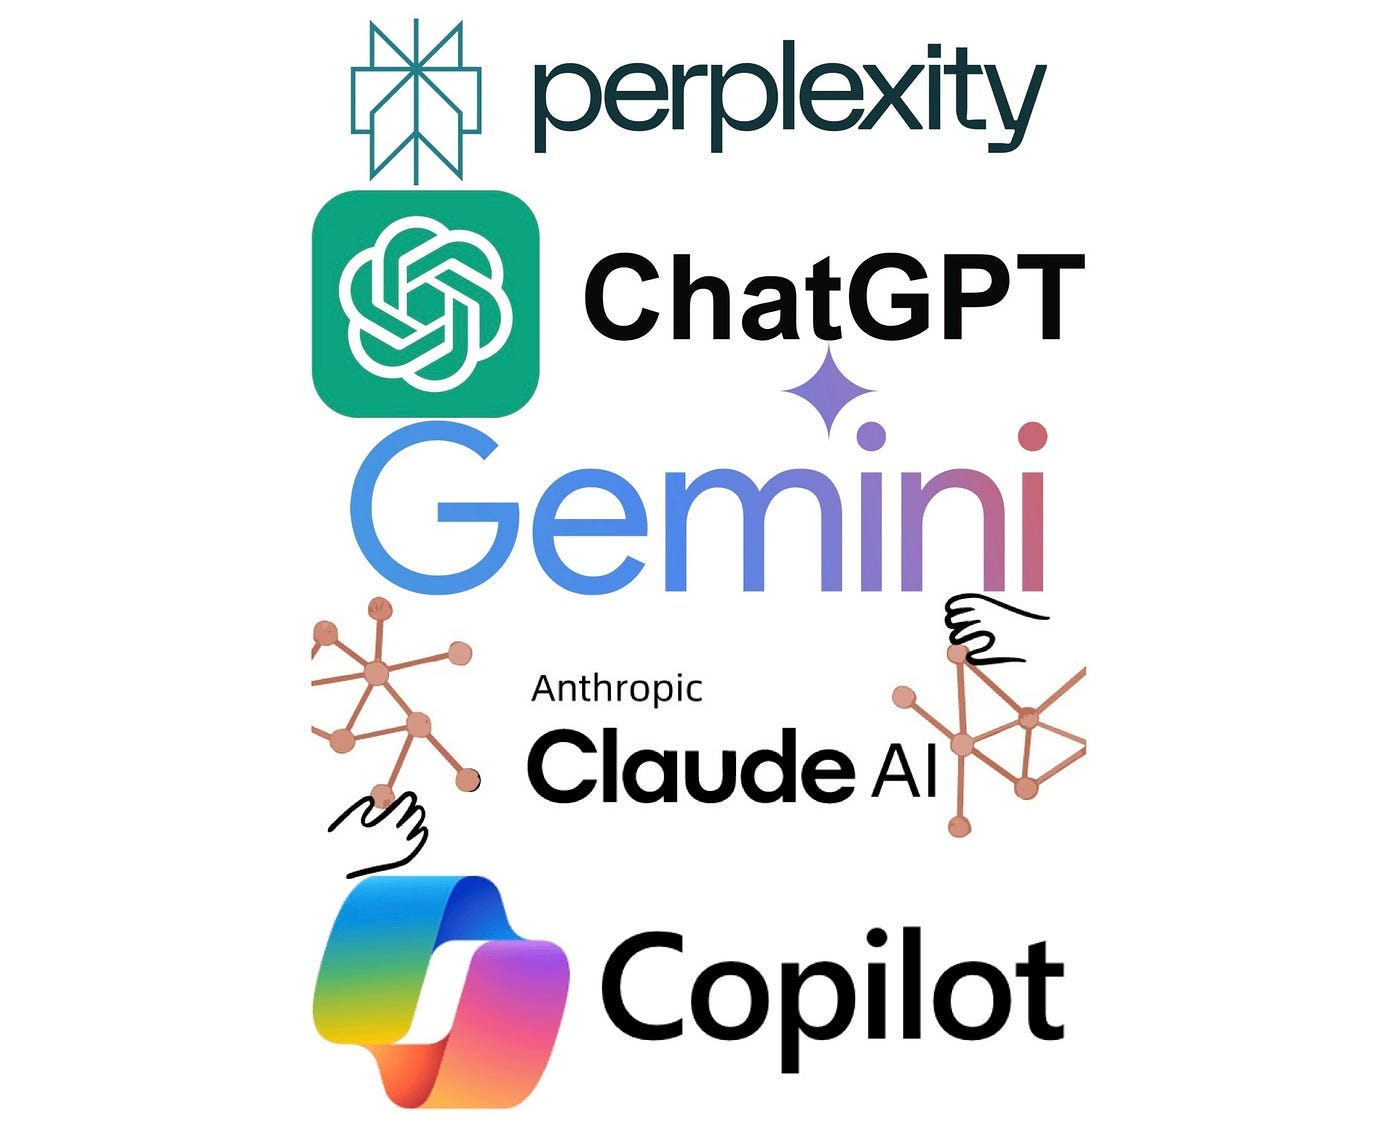 perplexity
ChatGPT
Gemini
Anthropic
Claude AI
Copilot